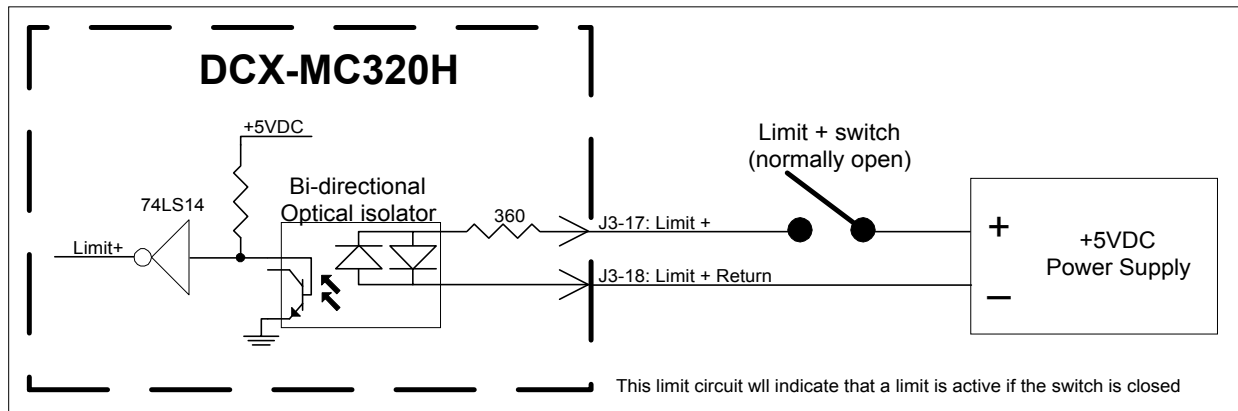 DCX-MC320H
+5VDC
Bi-directional
Optical isolator
74LS14
Limit+
360
J3-17: Limit +
J3-18: Limit + Return
Limit + switch
(normally open)
+
+5VDC
Power Supply
–
This limit circuit wll indicate that a limit is active if the switch is closed